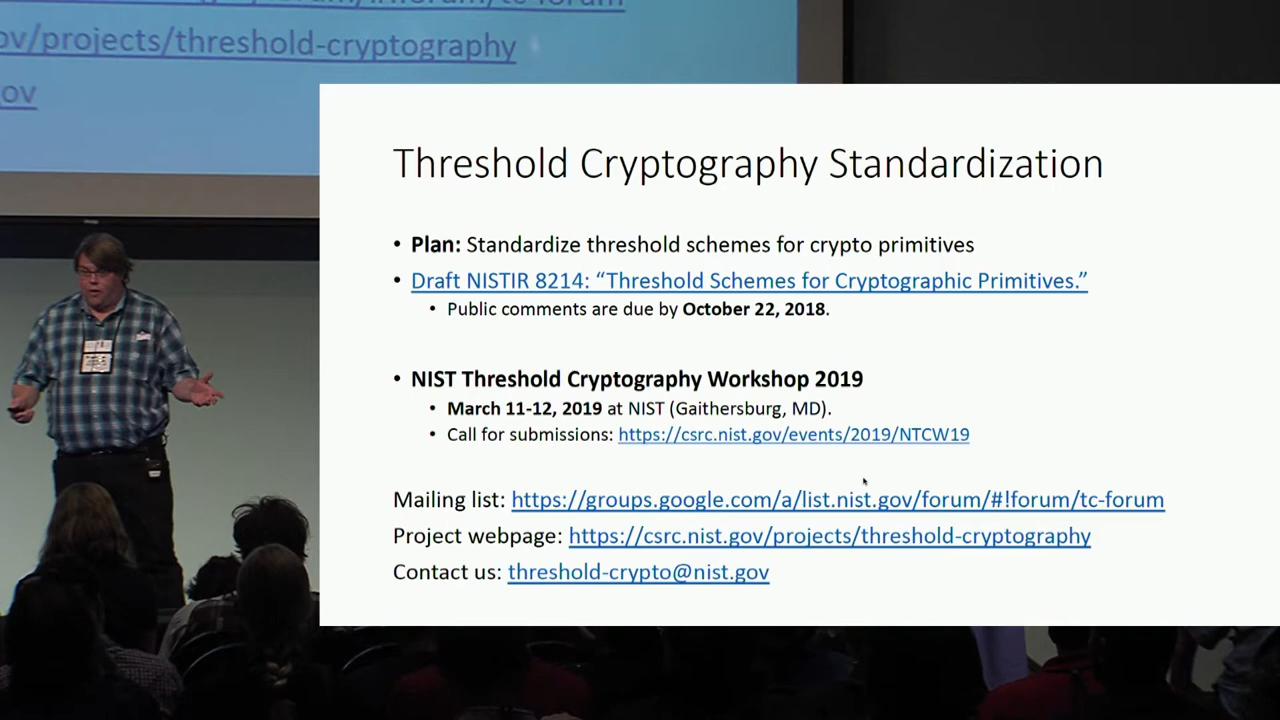 ov/projects/threshold-cryptography
ov
Threshold Cryptography Standardization
• Plan: Standardize threshold schemes for crypto primitives
• Draft NISTIR 8214: “Threshold Schemes for Cryptographic Primitives.”
• Public comments are due by October 22, 2018.
• NIST Threshold Cryptography Workshop 2019
• March 11-12, 2019 at NIST (Gaithersburg, MD).
• Call for submissions: https://csrc.nist.gov/events/2019/NTCW19
Mailing list: https://groups.google.com/a/list.nist.gov/forum/#!forum/tc-forum
Project webpage: https://csrc.nist.gov/projects/threshold-cryptography
Contact us: threshold-crypto@nist.gov